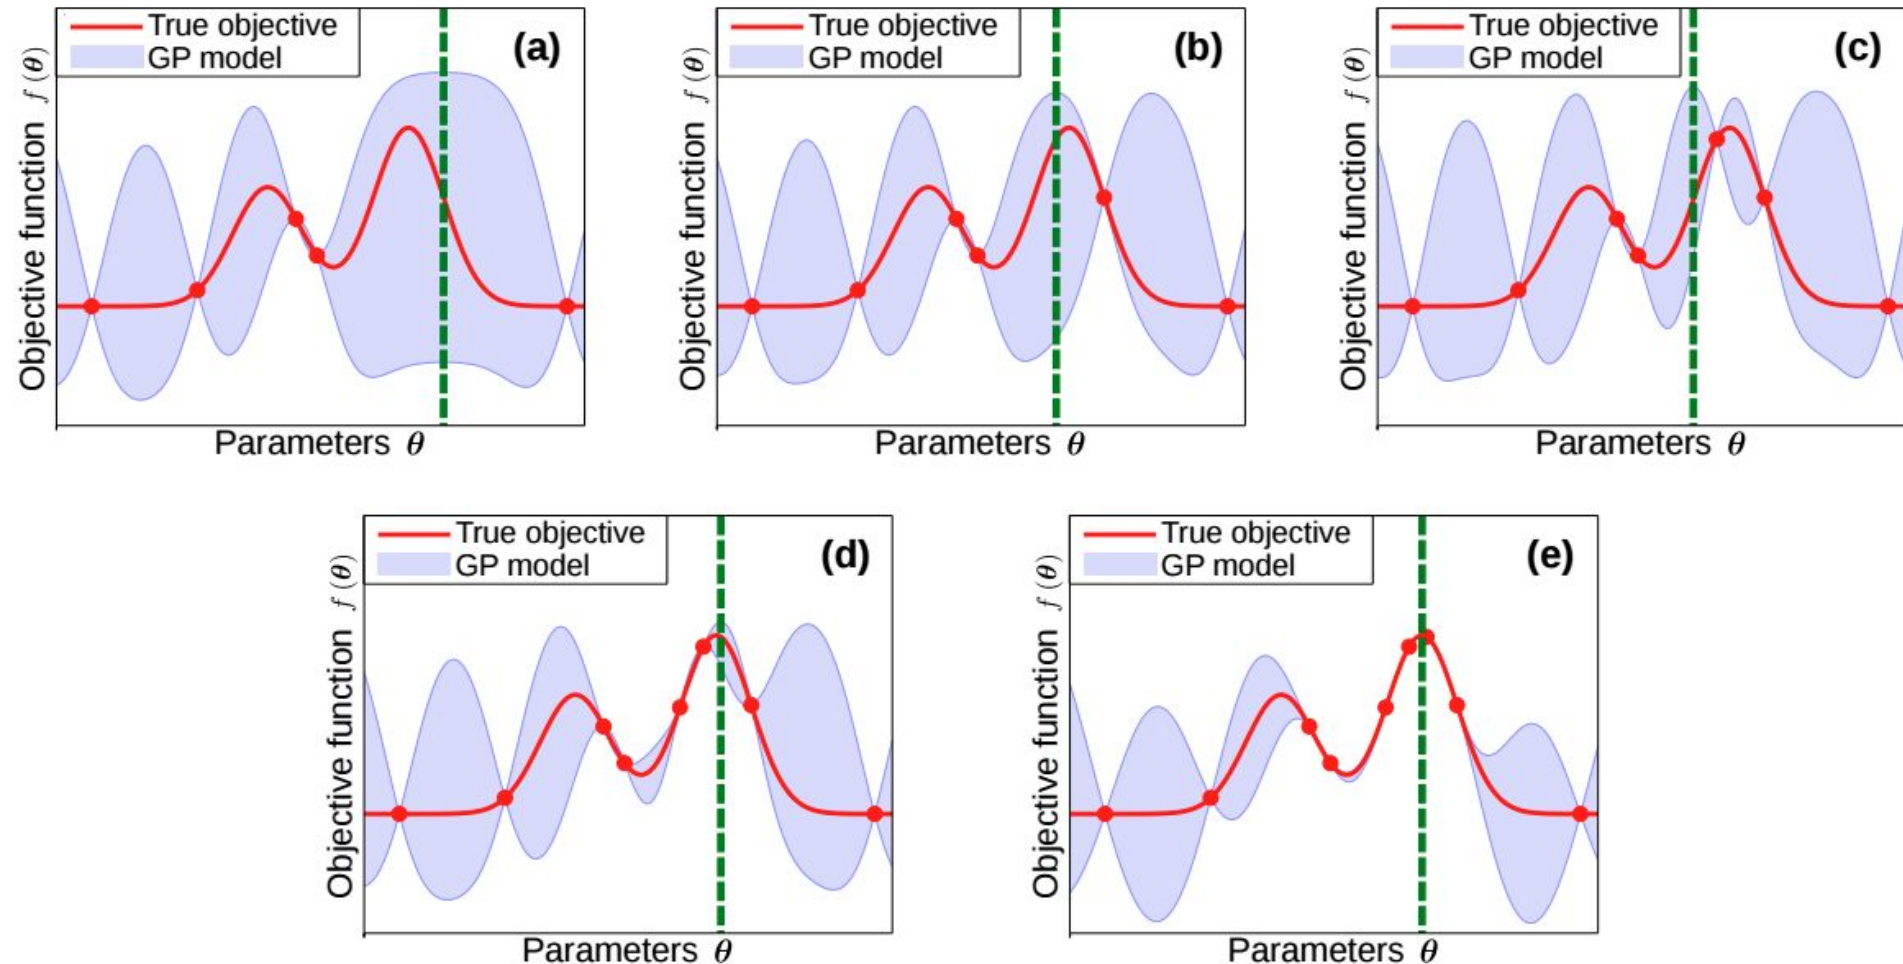 True objective
GP model
(a)
Objective function f(θ)
Parameters θ
True objective
GP model
(b)
Objective function f(θ)
Parameters θ
True objective
GP model
(c)
Objective function f(θ)
Parameters θ
True objective
GP model
(d)
Objective function f(θ)
Parameters θ
True objective
GP model
(e)
Objective function f(θ)
Parameters θ